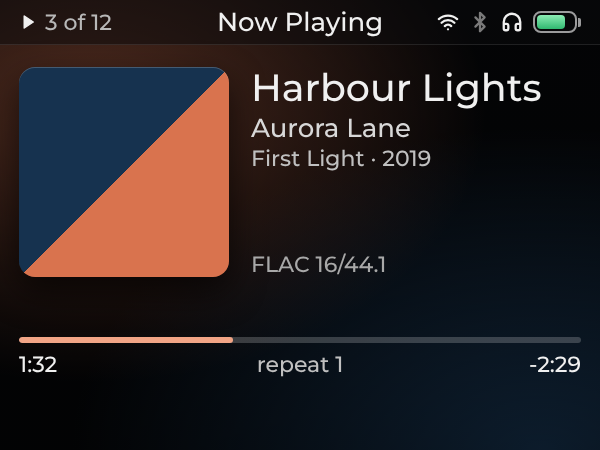 3 of 12
Now Playing
Harbour Lights
Aurora Lane
First Light · 2019
FLAC 16/44.1
1:32
repeat 1
-2:29